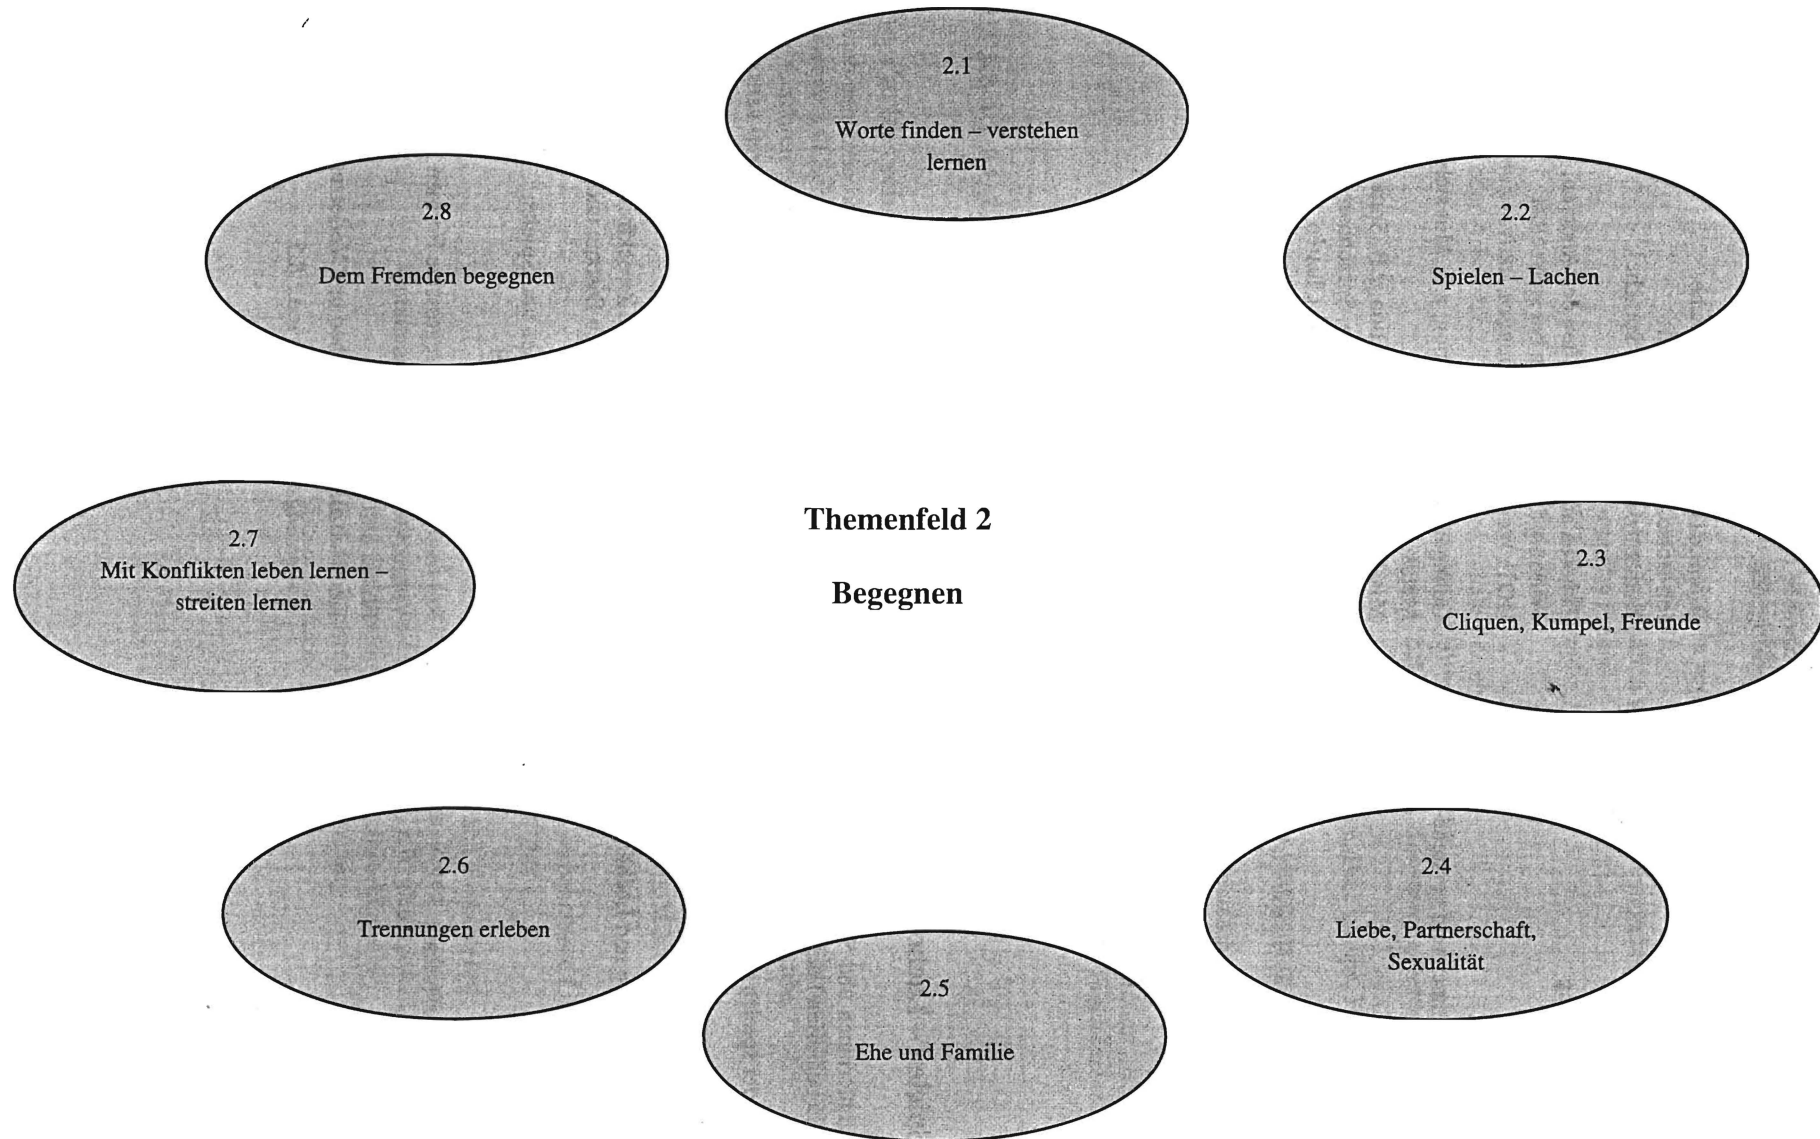 2.1
Worte finden – verstehen
lernen
2.8
Dem Fremden begegnen
2.2
Spielen – Lachen
2.7
Mit Konflikten leben lernen –
streiten lernen
Themenfeld 2
Begegnen
2.3
Cliquen, Kumpel, Freunde
2.6
Trennungen erleben
2.4
Liebe, Partnerschaft,
Sexualität
2.5
Ehe und Familie